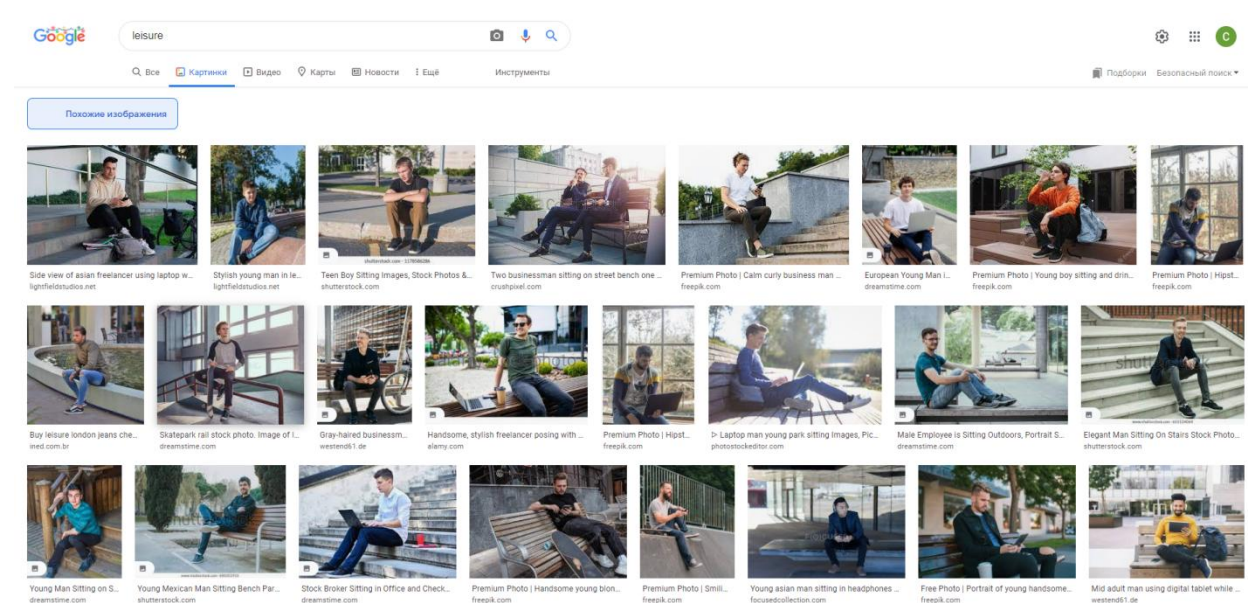 Google
leisure
C
Все Картинки Видео Карты Новости Ещё Инструменты Подборки Безопасный поиск
Похожие изображения
Side view of asian freelancer using laptop w...
lightfieldstudios.net
Stylish young man in le...
lightfieldstudios.net
shutterstock.com
Teen Boy Sitting Images, Stock Photos &...
shutterstock.com
Two businessman sitting on street bench one ...
crushpixel.com
Premium Photo | Calm curly business man ...
freepik.com
European Young Man i...
dreamstime.com
Premium Photo | Young boy sitting and drin...
freepik.com
Premium Photo | Hipst...
freepik.com
Buy leisure london jeans che...
ined.com.br
Skatepark rail stock photo. Image of l...
dreamstime.com
Gray-haired businessm...
westend61.de
Handsome, stylish freelancer posing with ...
alamy.com
Premium Photo | Hipst...
freepik.com
▷ Laptop man young park sitting Images, Pic...
photostockeditor.com
Male Employee is Sitting Outdoors, Portrait S...
dreamstime.com
Elegant Man Sitting On Stairs Stock Photo...
shutterstock.com
Young Man Sitting on S...
dreamstime.com
Young Mexican Man Sitting Bench Par...
shutterstock.com
Stock Broker Sitting in Office and Check...
dreamstime.com
Premium Photo | Handsome young blon...
freepik.com
Premium Photo | Smili...
freepik.com
Young asian man sitting in headphones ...
focusedcollection.com
Free Photo | Portrait of young handsome...
freepik.com
Mid adult man using digital tablet while ...
westend61.de